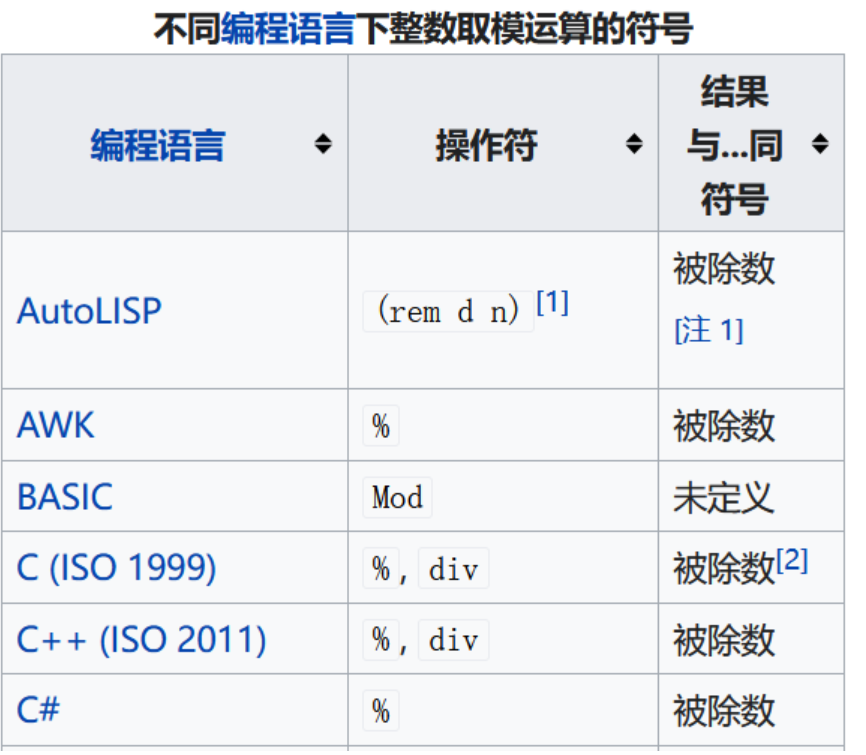 不同编程语言下整数取模运算的符号
编程语言 操作符 结果与...同符号
AutoLISP (rem d n)[1] 被除数[注 1]
AWK % 被除数
BASIC Mod 未定义
C (ISO 1999) %, div 被除数[2]
C++ (ISO 2011) %, div 被除数
C# % 被除数